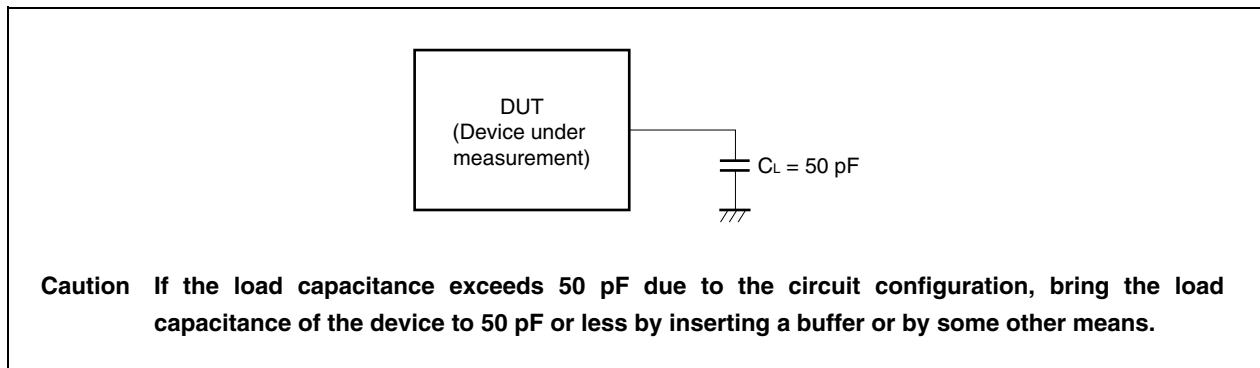 DUT
(Device under
measurement)
CL = 50 pF
Caution If the load capacitance exceeds 50 pF due to the circuit configuration, bring the load
capacitance of the device to 50 pF or less by inserting a buffer or by some other means.